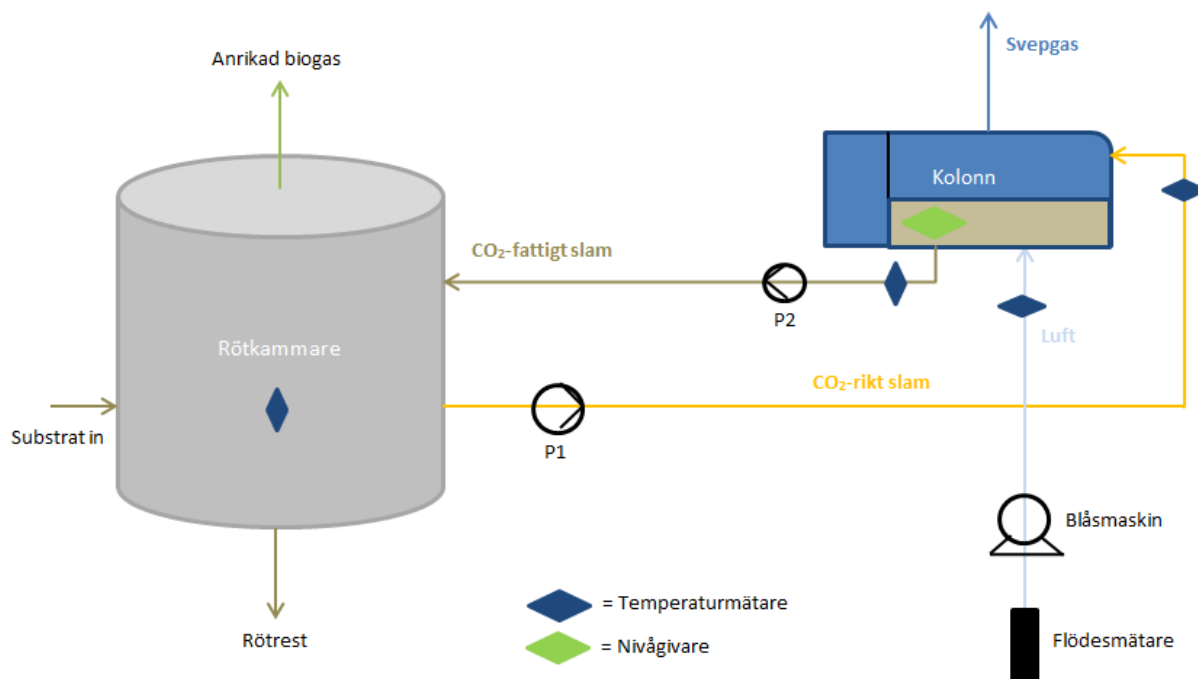 Svepgas
Anrikad biogas
Kolonn
CO₂-fattigt slam
P2
Luft
Rötkammare
CO₂-rikt slam
Substrat in
P1
Blåsmaskin
= Temperaturmätare
= Nivågivare
Rötrest
Flödesmätare